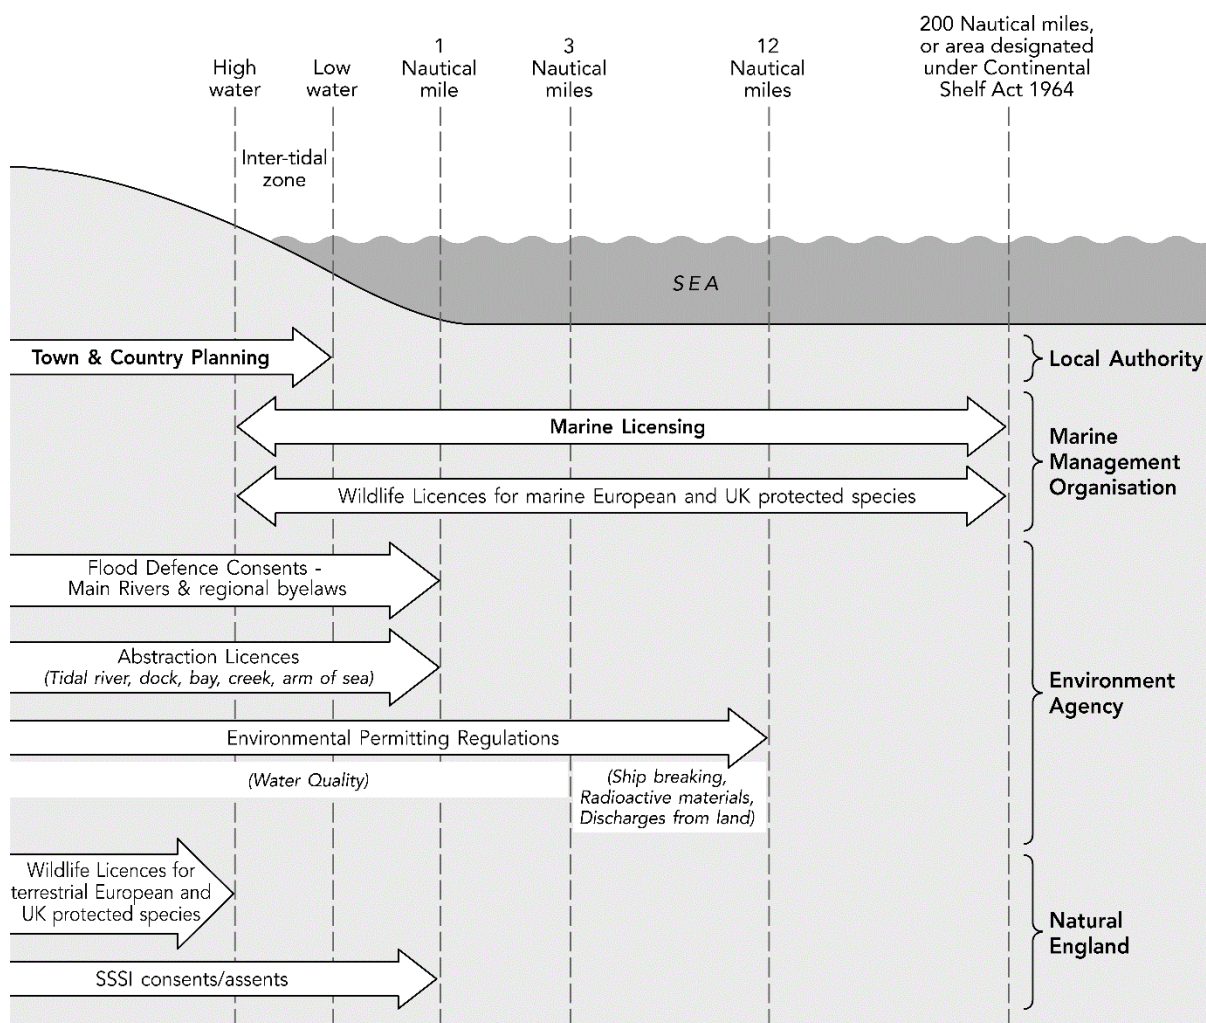 High
water
Low
water
1
Nautical
mile
3
Nautical
miles
12
Nautical
miles
200 Nautical miles,
or area designated
under Continental
Shelf Act 1964
Inter-tidal
zone
SEA
Town & Country Planning
Local Authority
Marine Licensing
Wildlife Licences for marine European and UK protected species
Marine
Management
Organisation
Flood Defence Consents -
Main Rivers & regional byelaws
Abstraction Licences
(Tidal river, dock, bay, creek, arm of sea)
Environmental Permitting Regulations
(Water Quality)
(Ship breaking,
Radioactive materials,
Discharges from land)
Environment
Agency
Wildlife Licences for
terrestrial European and
UK protected species
SSSI consents/assents
Natural
England